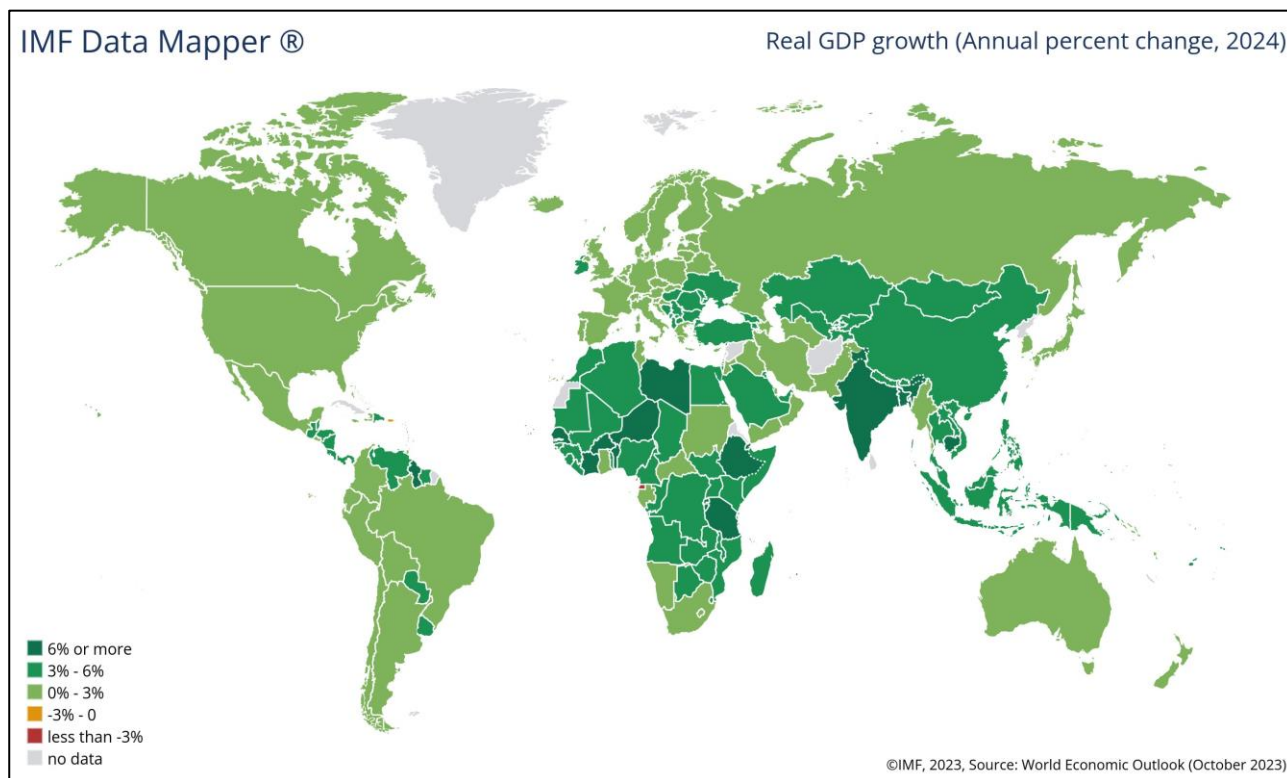 IMF Data Mapper ®
Real GDP growth (Annual percent change, 2024)
6% or more
3% - 6%
0% - 3%
-3% - 0
less than -3%
no data
©IMF, 2023, Source: World Economic Outlook (October 2023)